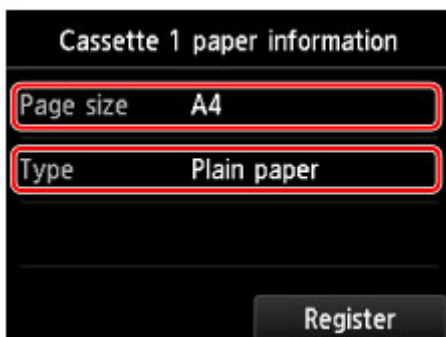 Cassette 1 paper information
Page size A4
Type Plain paper
Register